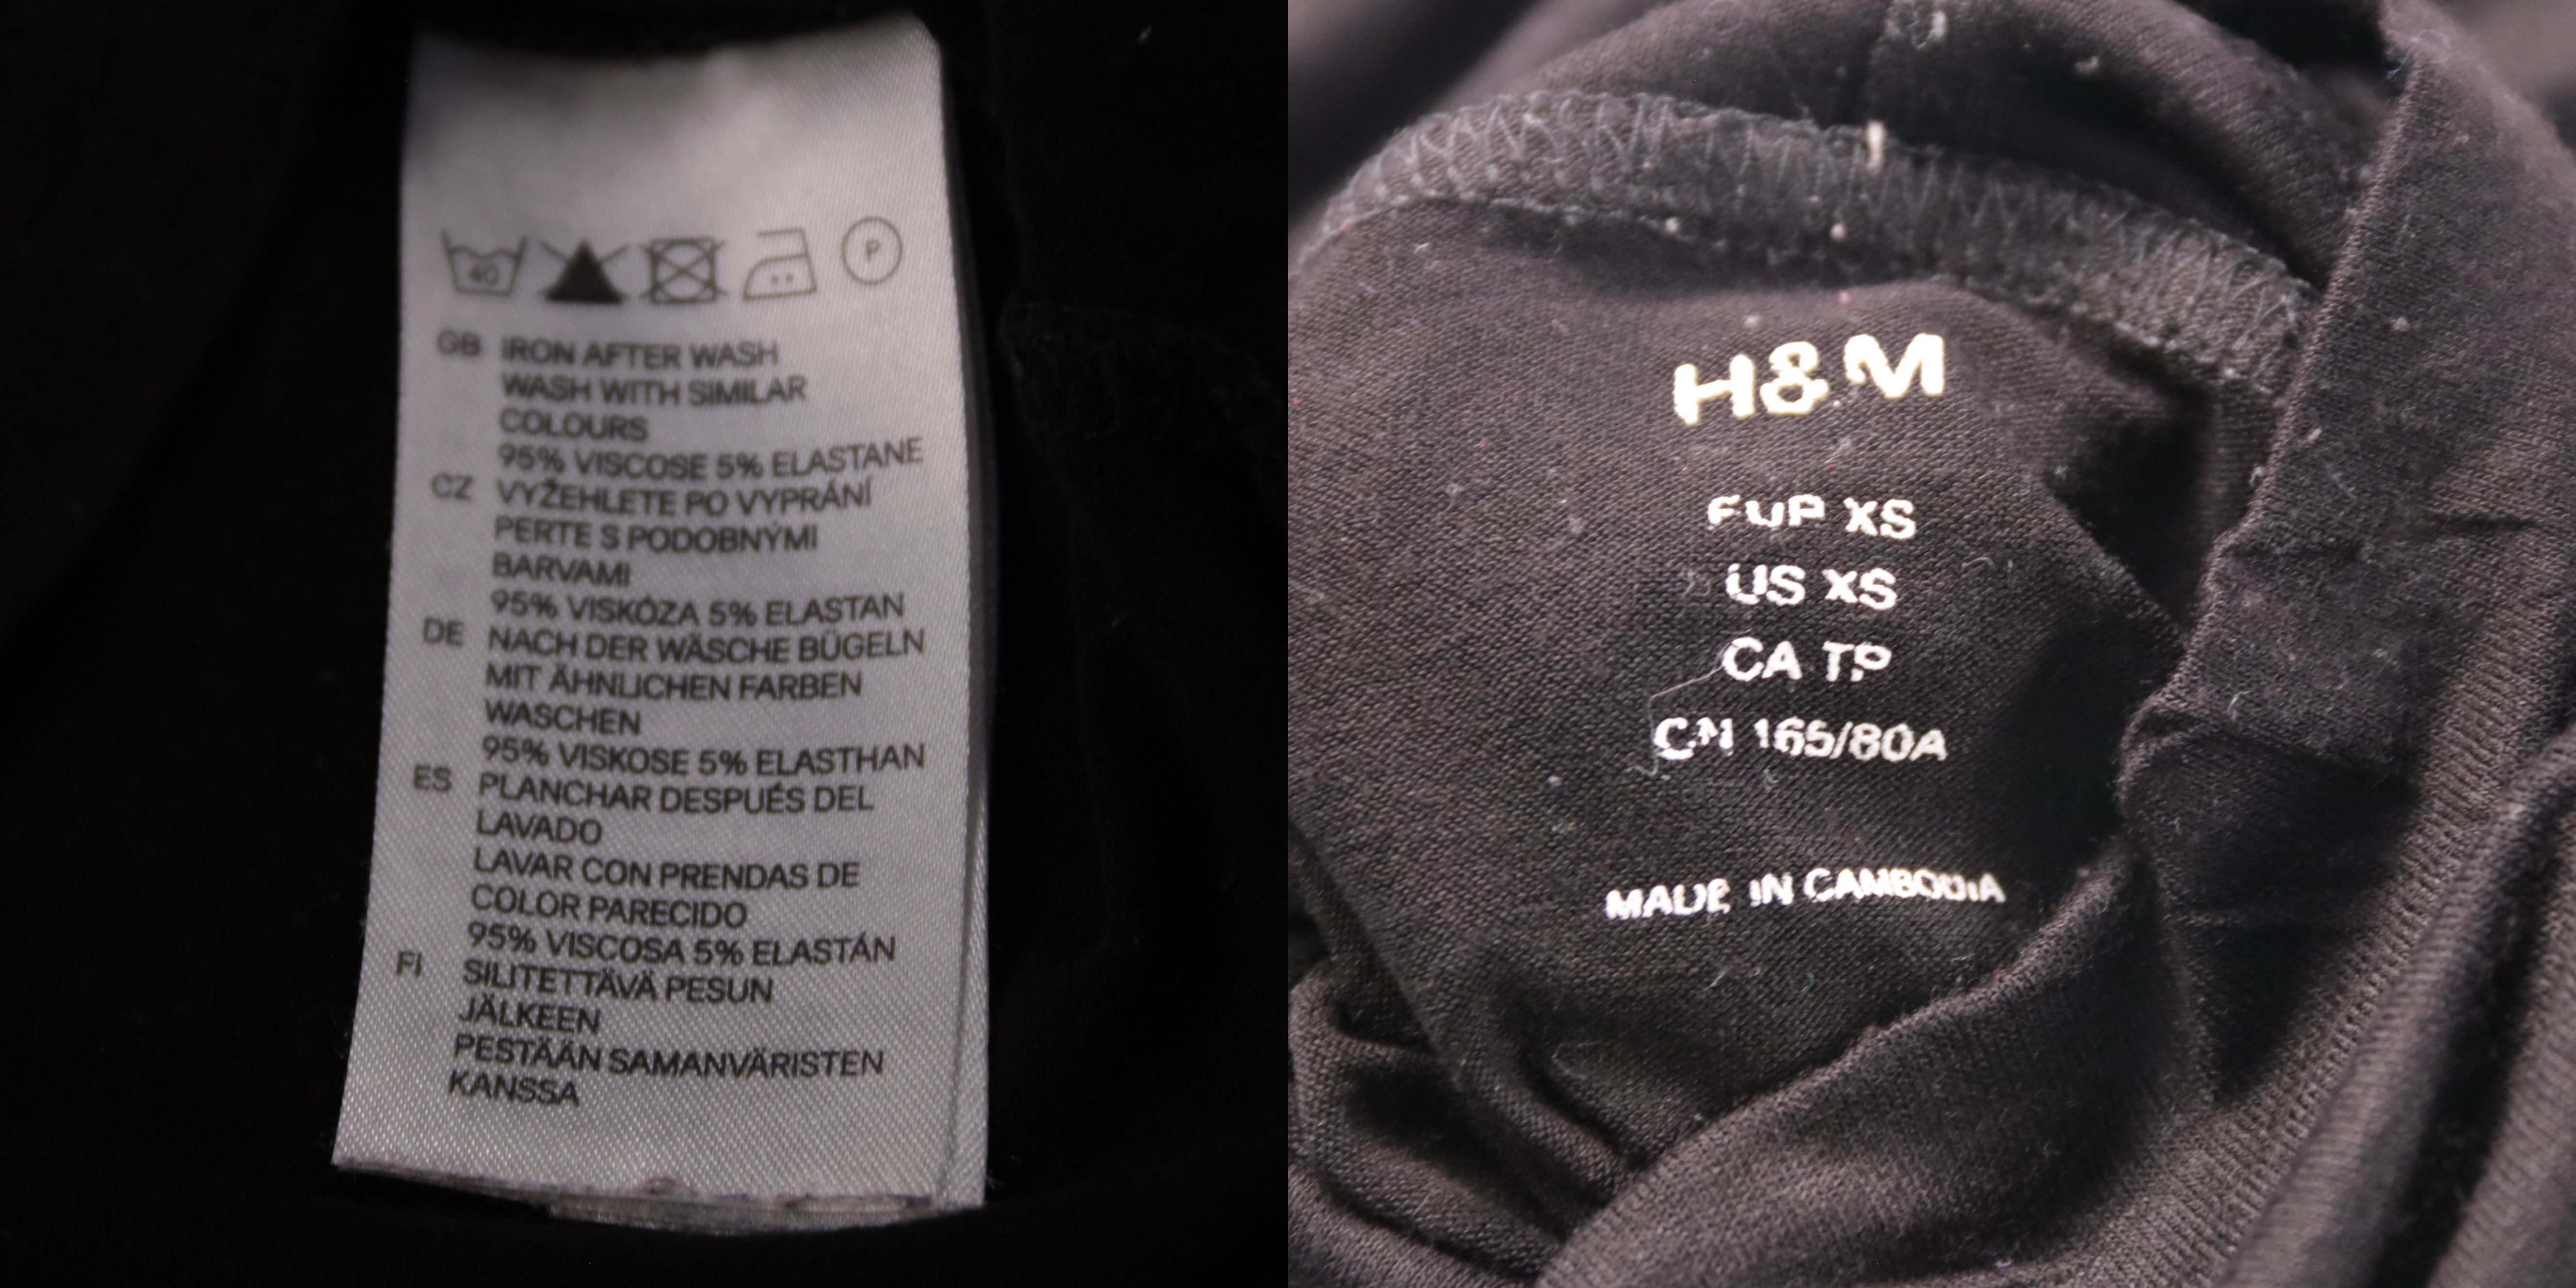 40
P
GB IRON AFTER WASH
WASH WITH SIMILAR
COLOURS
95% VISCOSE 5% ELASTANE
CZ VYŽEHLETE PO VYPRÁNÍ
PERTE S PODOBNÝMI
BARVAMI
95% VISKÓZA 5% ELASTAN
DE NACH DER WÄSCHE BÜGELN
MIT ÄHNLICHEN FARBEN
WASCHEN
95% VISKOSE 5% ELASTHAN
ES PLANCHAR DESPUÉS DEL
LAVADO
LAVAR CON PRENDAS DE
COLOR PARECIDO
95% VISCOSA 5% ELASTÁN
FI SILITETTÄVÄ PESUN
JÄLKEEN
PESTÄÄN SAMANVÄRISTEN
KANSSA
H&M
EUR XS
US XS
CA TP
CN 165/80A
MADE IN CAMBODIA